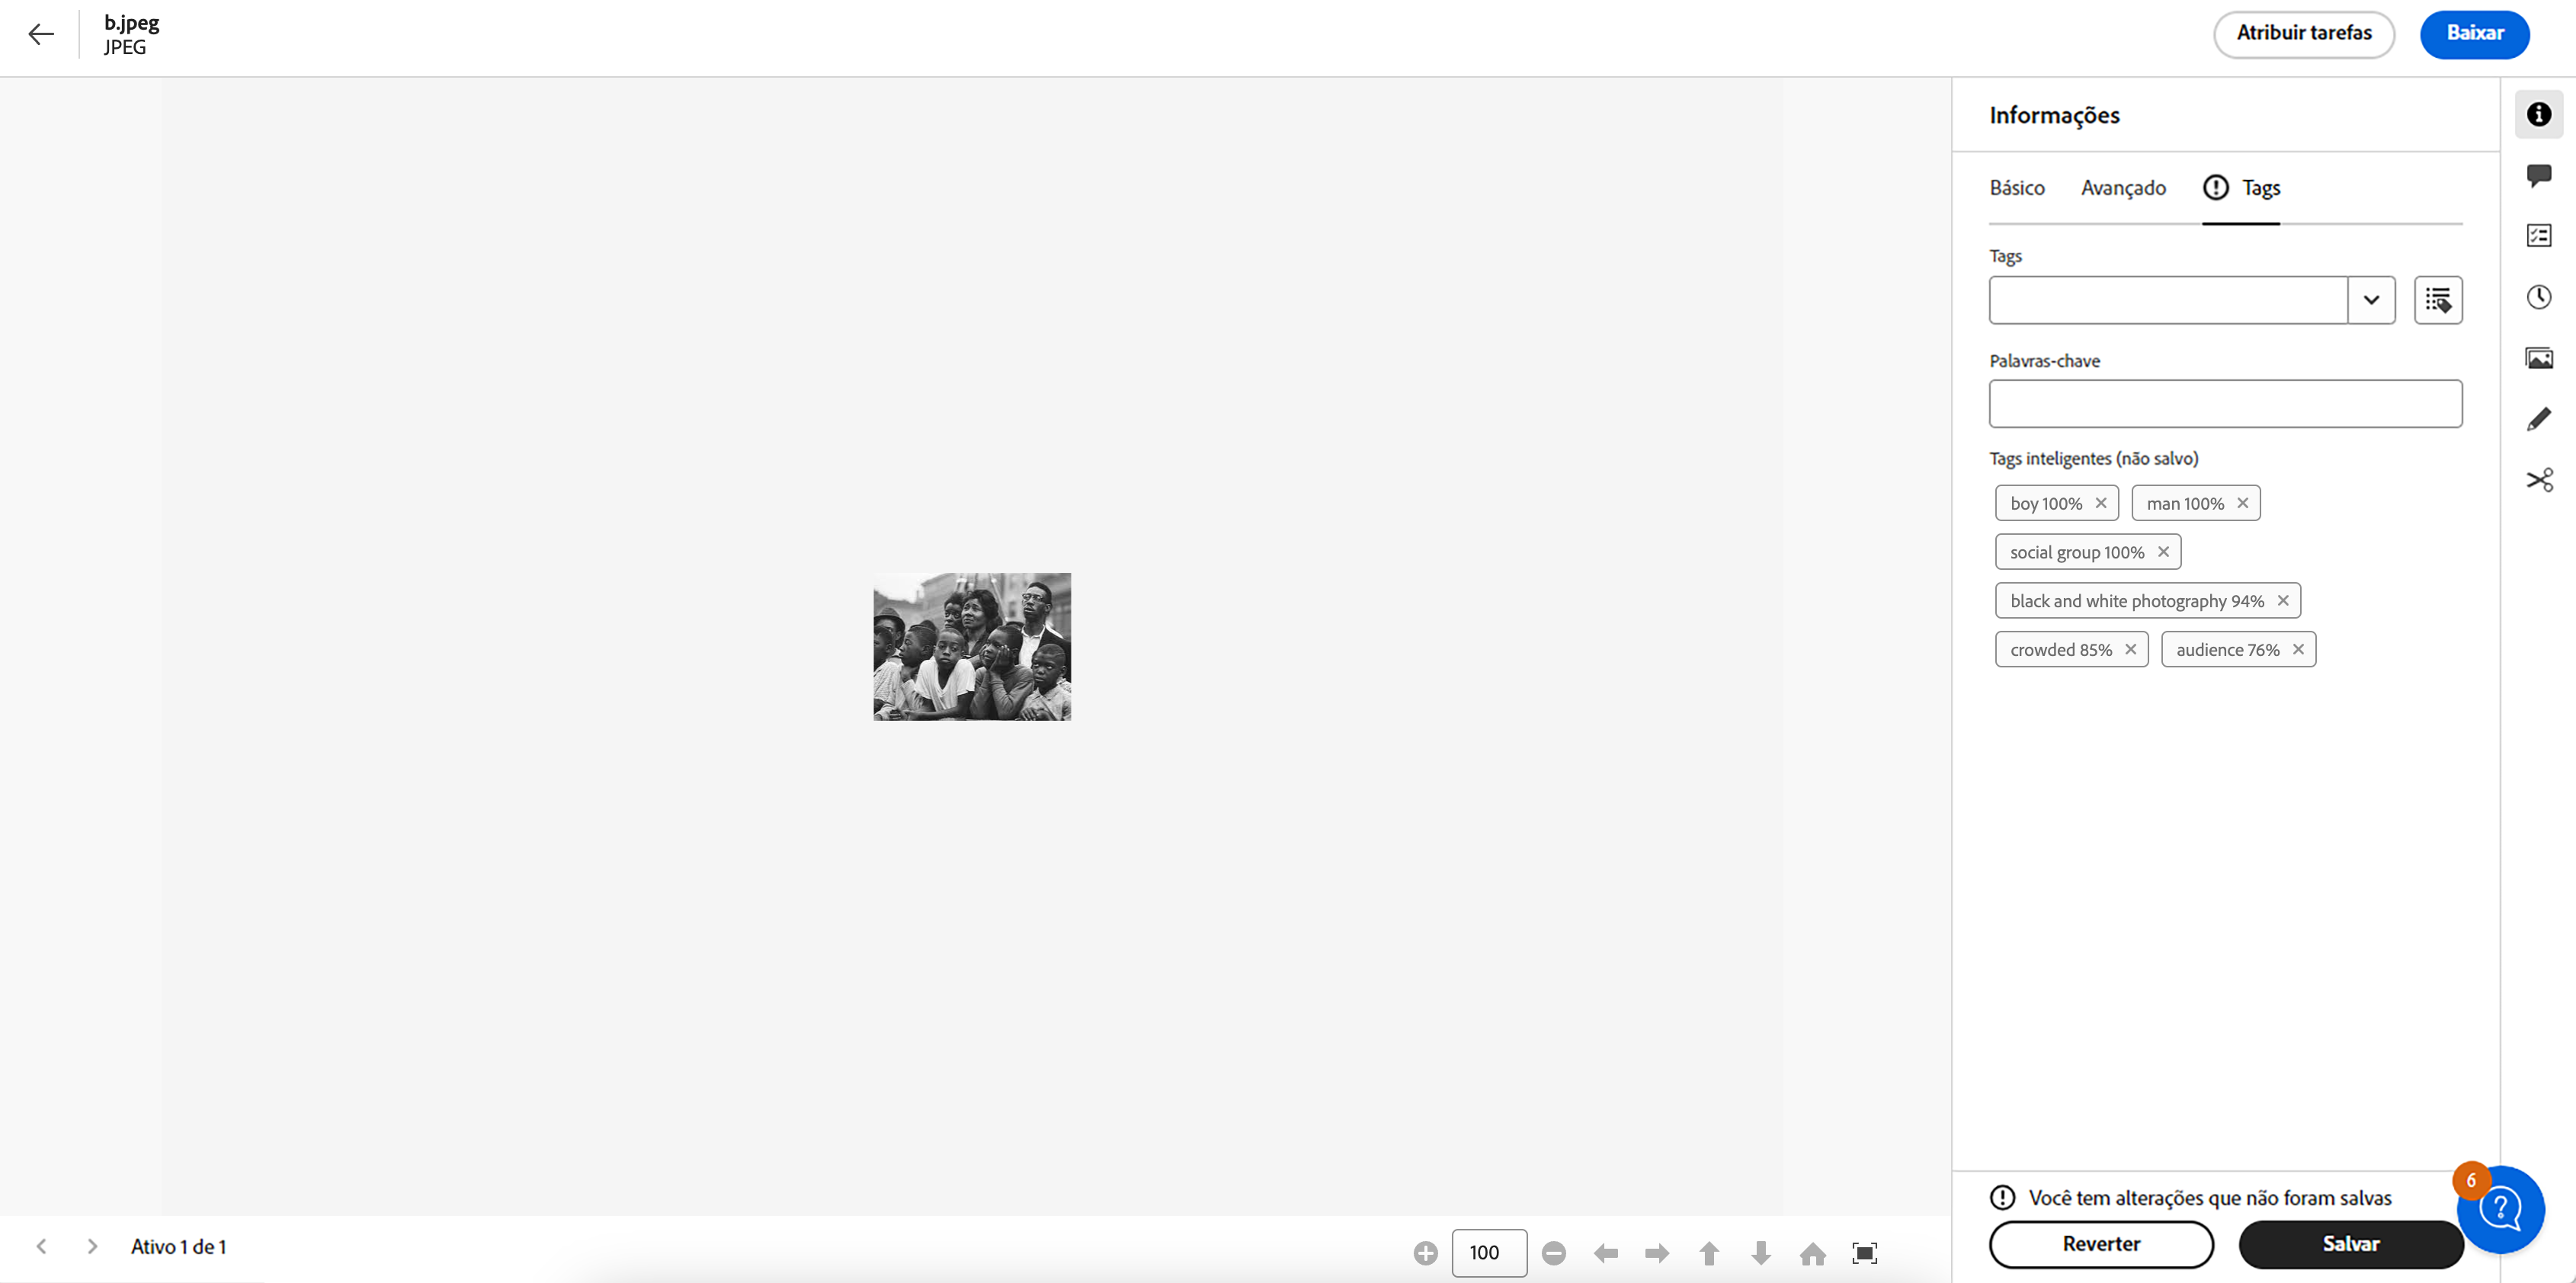 b.jpeg
JPEG
Atribuir tarefas
Baixar
Informações
Básico
Avançado
Tags
Tags
Palavras-chave
Tags inteligentes (não salvo)
boy 100%
man 100%
social group 100%
black and white photography 94%
crowded 85%
audience 76%
6
Você tem alterações que não foram salvas
Reverter
Salvar
Ativo 1 de 1
100